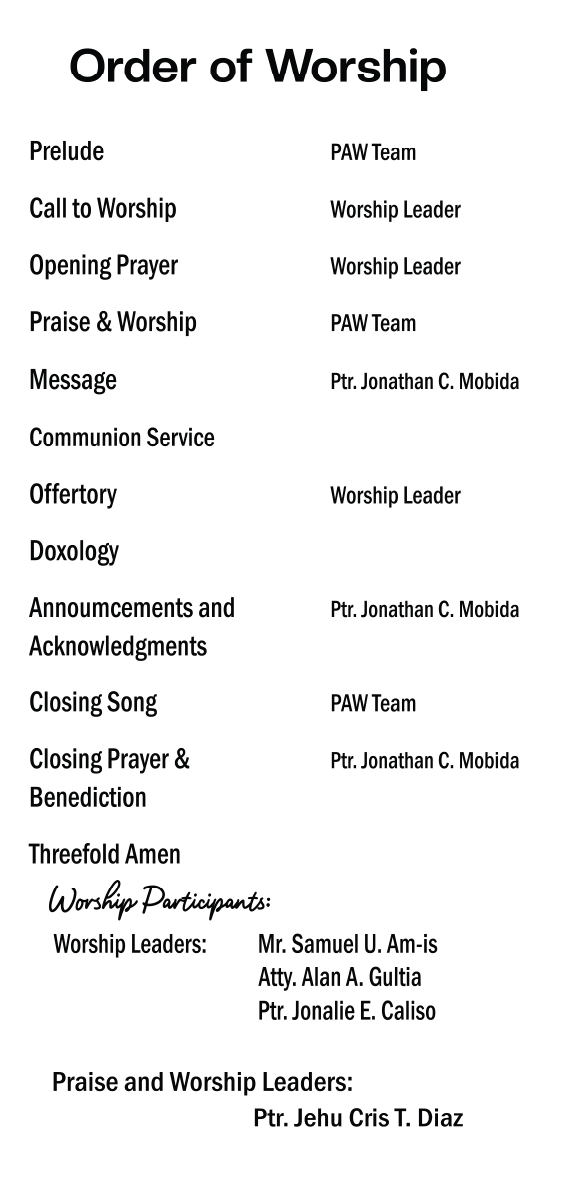 Order of Worship
Prelude PAW Team
Call to Worship Worship Leader
Opening Prayer Worship Leader
Praise & Worship PAW Team
Message Ptr. Jonathan C. Mobida
Communion Service
Offertory Worship Leader
Doxology
Annoumcements and Ptr. Jonathan C. Mobida
Acknowledgments
Closing Song PAW Team
Closing Prayer & Ptr. Jonathan C. Mobida
Benediction
Threefold Amen
Worship Participants:
Worship Leaders: Mr. Samuel U. Am-is
Atty. Alan A. Gultia
Ptr. Jonalie E. Caliso
Praise and Worship Leaders:
Ptr. Jehu Cris T. Diaz